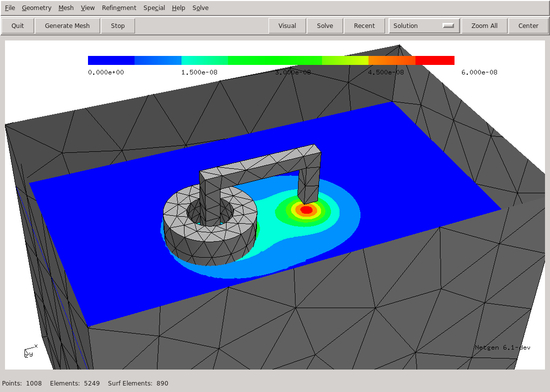 File Geometry Mesh View Refinement Special Help Solve
Quit Generate Mesh Stop Visual Solve Recent Solution Zoom All Center
0.000e+00 1.500e-08 3.000e-08 4.500e-08 6.000e-08
Netgen 6.1-dev
Points: 1008 Elements: 5249 Surf Elements: 890